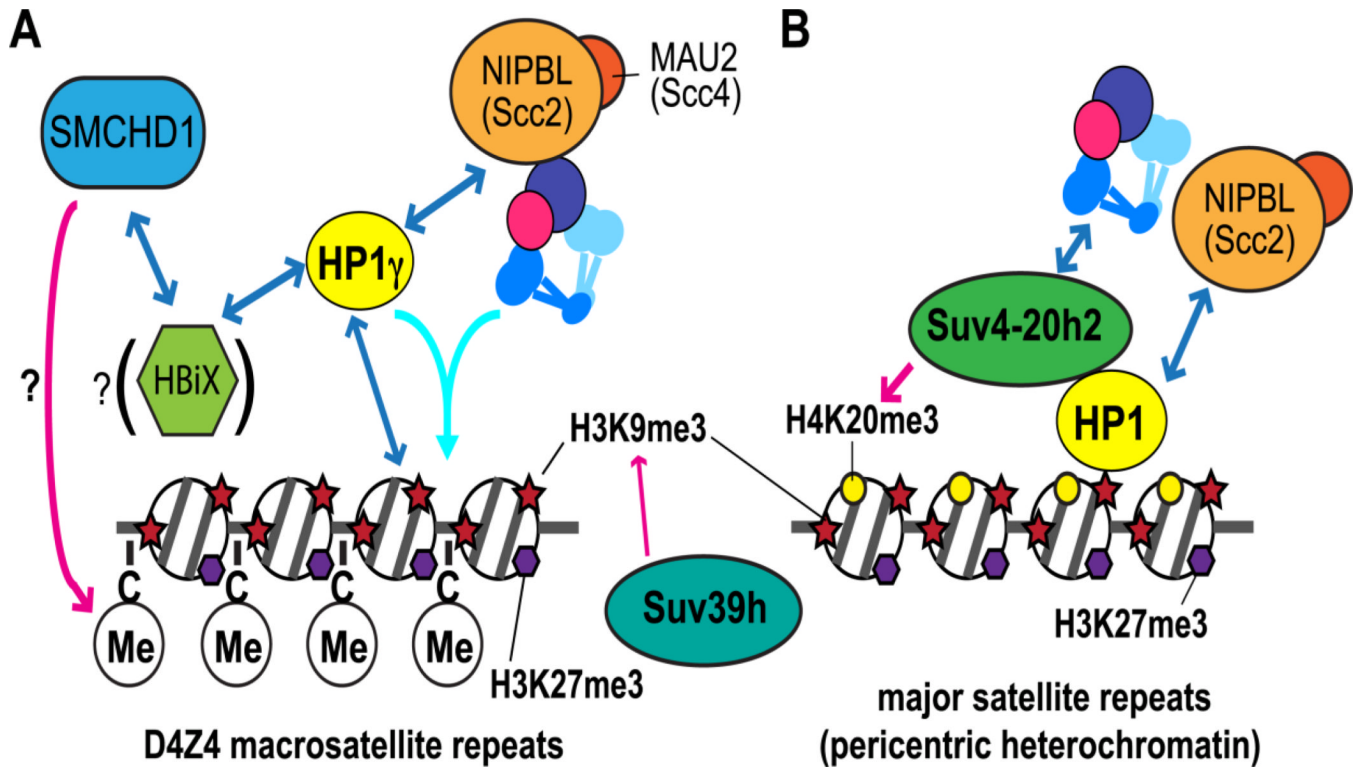 A
SMCHD1
NIPBL
(Scc2)
MAU2
(Scc4)
HP1γ
?
?
(HBiX)
H3K9me3
C
C
C
C
Me
Me
Me
Me
Suv39h
H3K27me3
D4Z4 macrosatellite repeats
B
NIPBL
(Scc2)
Suv4-20h2
H4K20me3
HP1
H3K27me3
major satellite repeats
(pericentric heterochromatin)